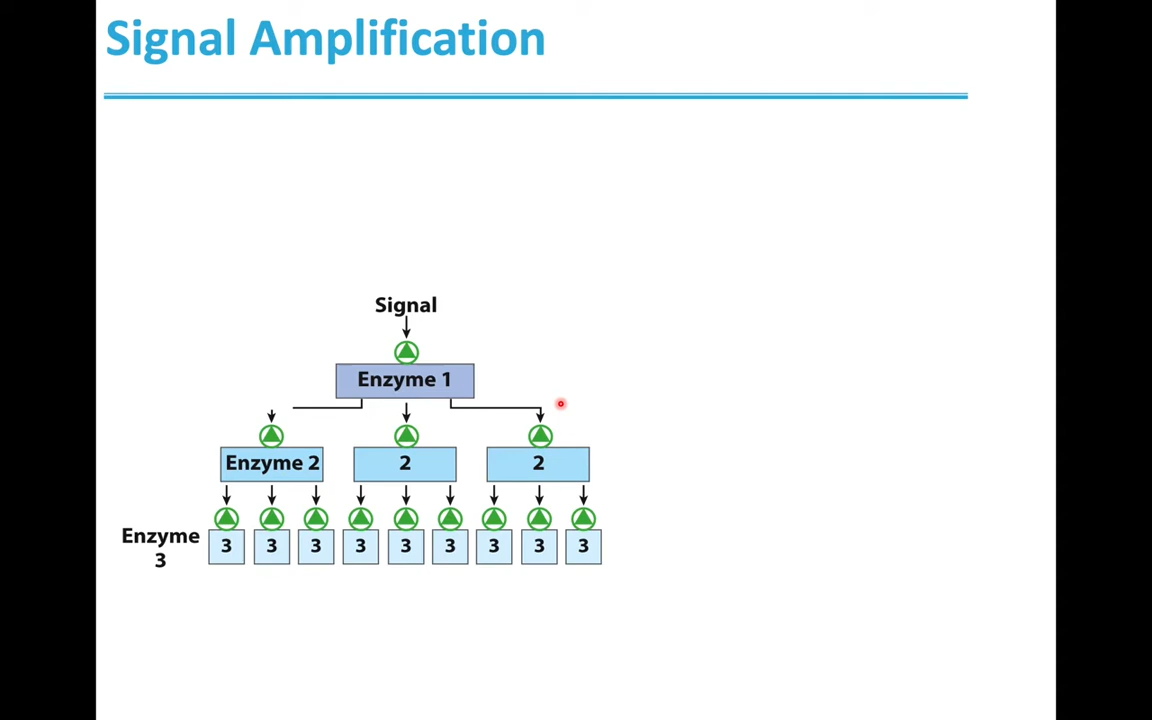 Signal Amplification
Signal
Enzyme 1
Enzyme 2 2 2
Enzyme
3
3 3 3 3 3 3 3 3 3